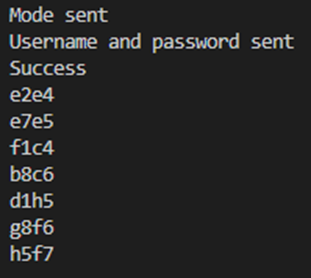 Mode sent
Username and password sent
Success
e2e4
e7e5
f1c4
b8c6
d1h5
g8f6
h5f7